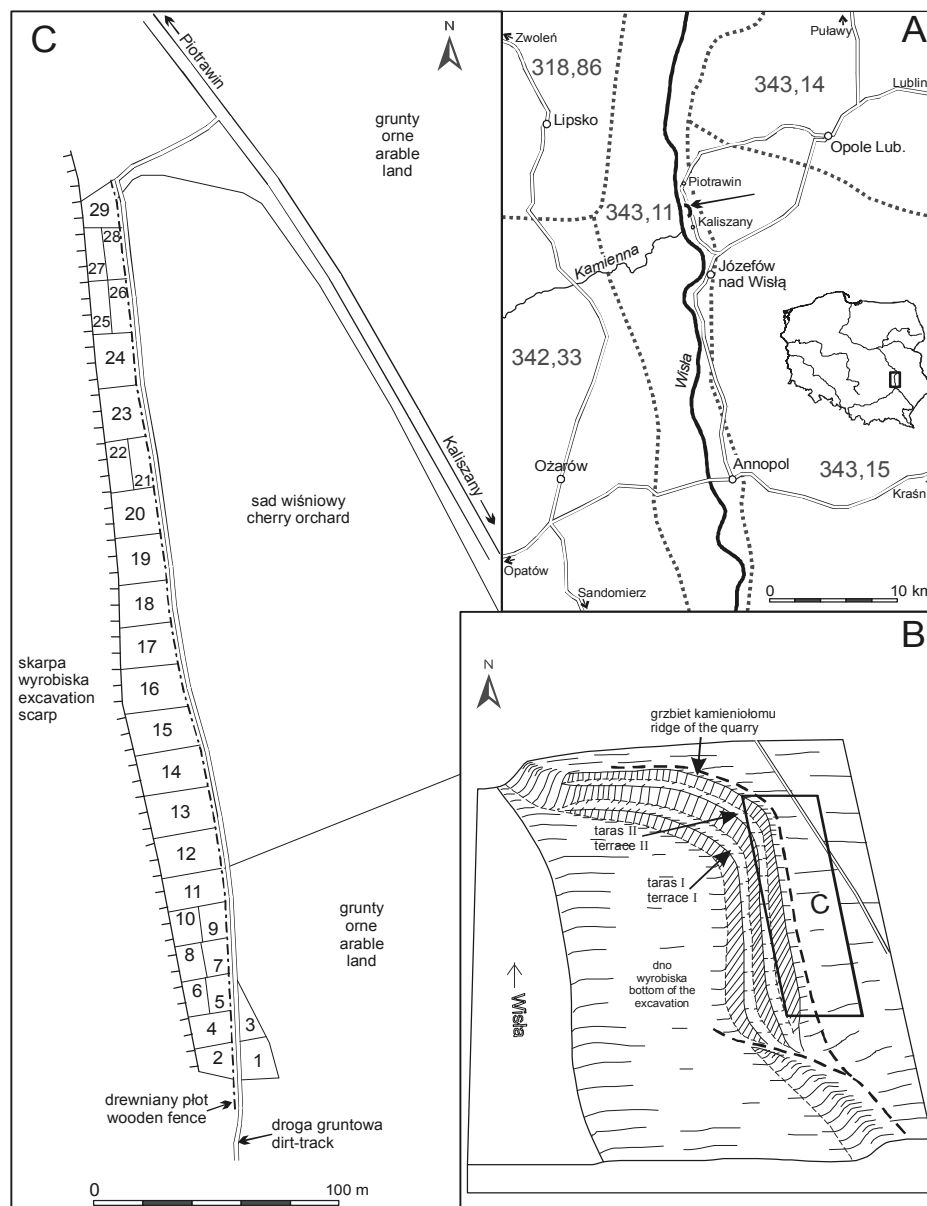 C
N
Piotrawin
grunty
orne
arable
land
29
28
27
26
25
24
23
22
21
20
19
18
17
16
15
14
13
12
11
10
9
8
7
6
5
4
3
2
1
sad wiśniowy
cherry orchard
Kaliszany
skarpa
wyrobiska
excavation
scarp
grunty
orne
arable
land
drewniany płot
wooden fence
droga gruntowa
dirt-track
0 100 m
A
Zwoleń
Puławy
318,86
343,14
Lublin
Lipsko
Opole Lub.
Piotrawin
343,11
Kaliszany
Kamienna
Józefów
nad Wisłą
342,33
Wisła
Ożarów
Annopol
343,15
Kraśn
Opatów
Sandomierz
0 10 km
B
N
grzbiet kamieniołomu
ridge of the quarry
taras II
terrace II
taras I
terrace I
C
dno
wyrobiska
bottom of the
excavation
Wisła